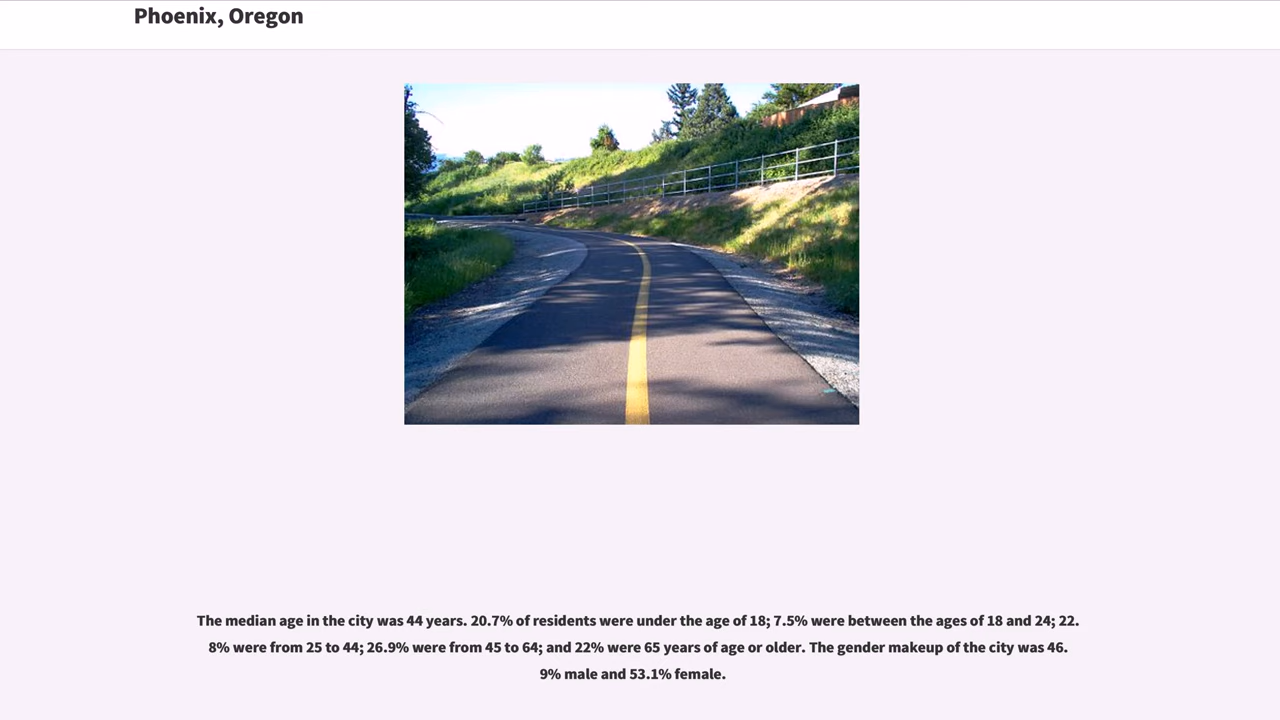 Phoenix, Oregon
The median age in the city was 44 years. 20.7% of residents were under the age of 18; 7.5% were between the ages of 18 and 24; 22.
8% were from 25 to 44; 26.9% were from 45 to 64; and 22% were 65 years of age or older. The gender makeup of the city was 46.
9% male and 53.1% female.